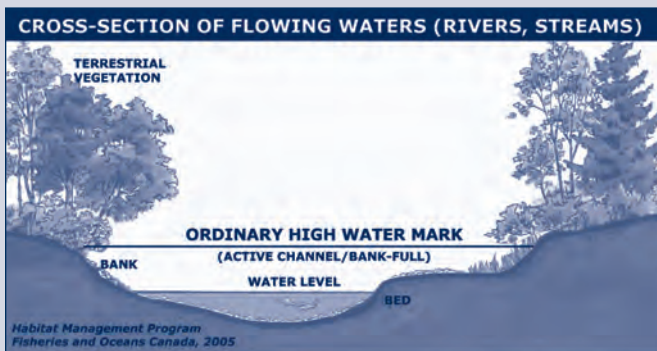 CROSS-SECTION OF FLOWING WATERS (RIVERS, STREAMS)
TERRESTRIAL
VEGETATION
ORDINARY HIGH WATER MARK
(ACTIVE CHANNEL/BANK-FULL)
BANK
WATER LEVEL
BED
Habitat Management Program
Fisheries and Oceans Canada, 2005